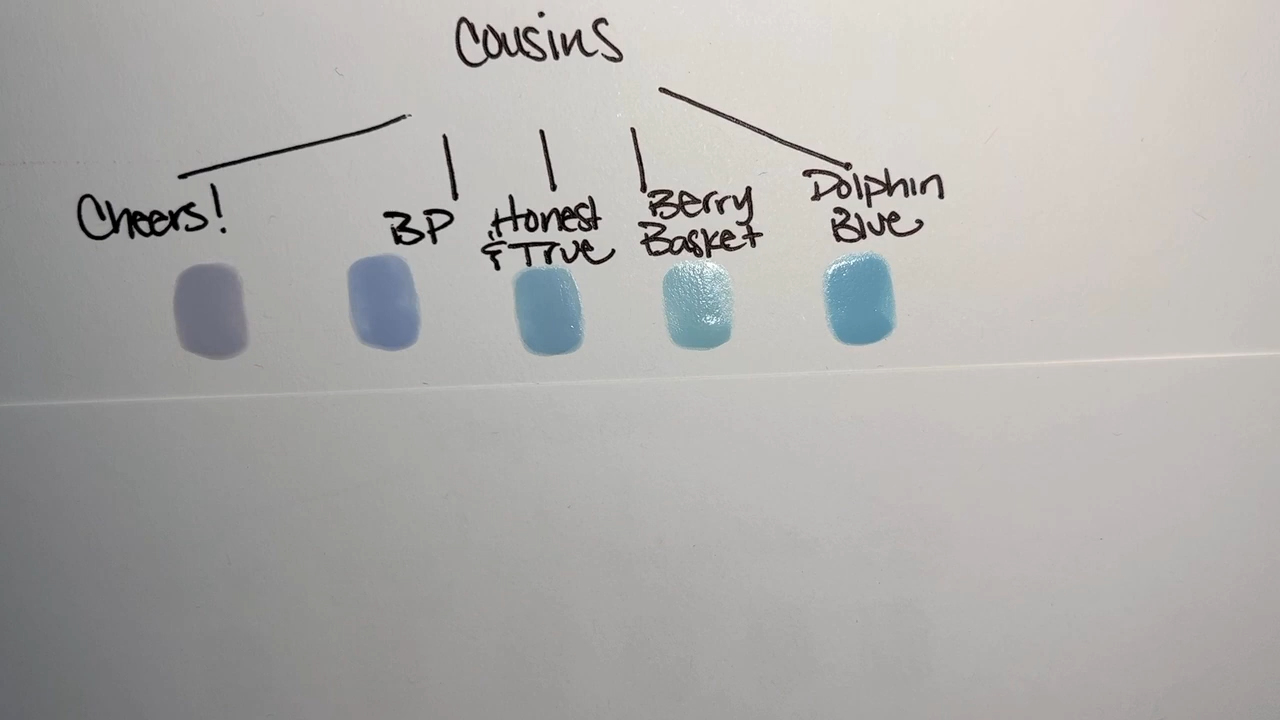 Cousins
Cheers!
BP
Honest
& True
Berry
Basket
Dolphin
Blue